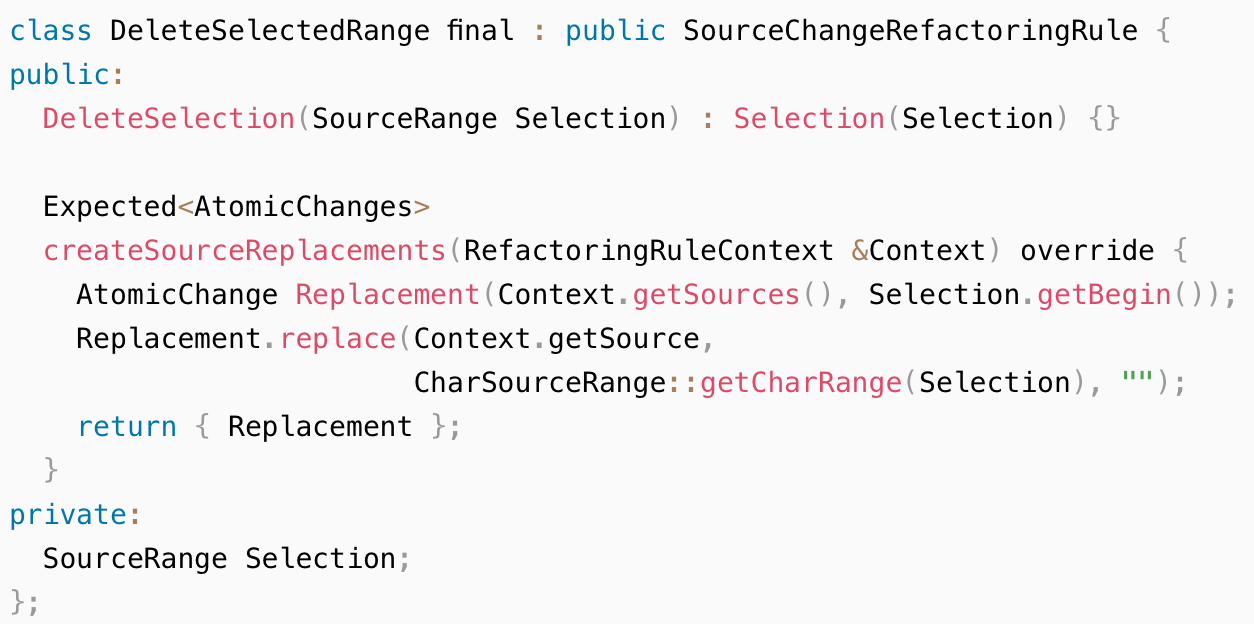 class DeleteSelectedRange final : public SourceChangeRefactoringRule {
public:
  DeleteSelection(SourceRange Selection) : Selection(Selection) {}

  Expected<AtomicChanges>
  createSourceReplacements(RefactoringRuleContext &Context) override {
    AtomicChange Replacement(Context.getSources(), Selection.getBegin());
    Replacement.replace(Context.getSource,
                        CharSourceRange::getCharRange(Selection), "");
    return { Replacement };
  }
private:
  SourceRange Selection;
};